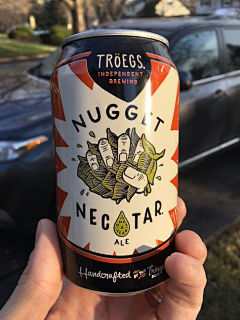 TRÖEGS
INDEPENDENT
BREWING
NUGGET
NECTAR.
ALE
Handcrafted